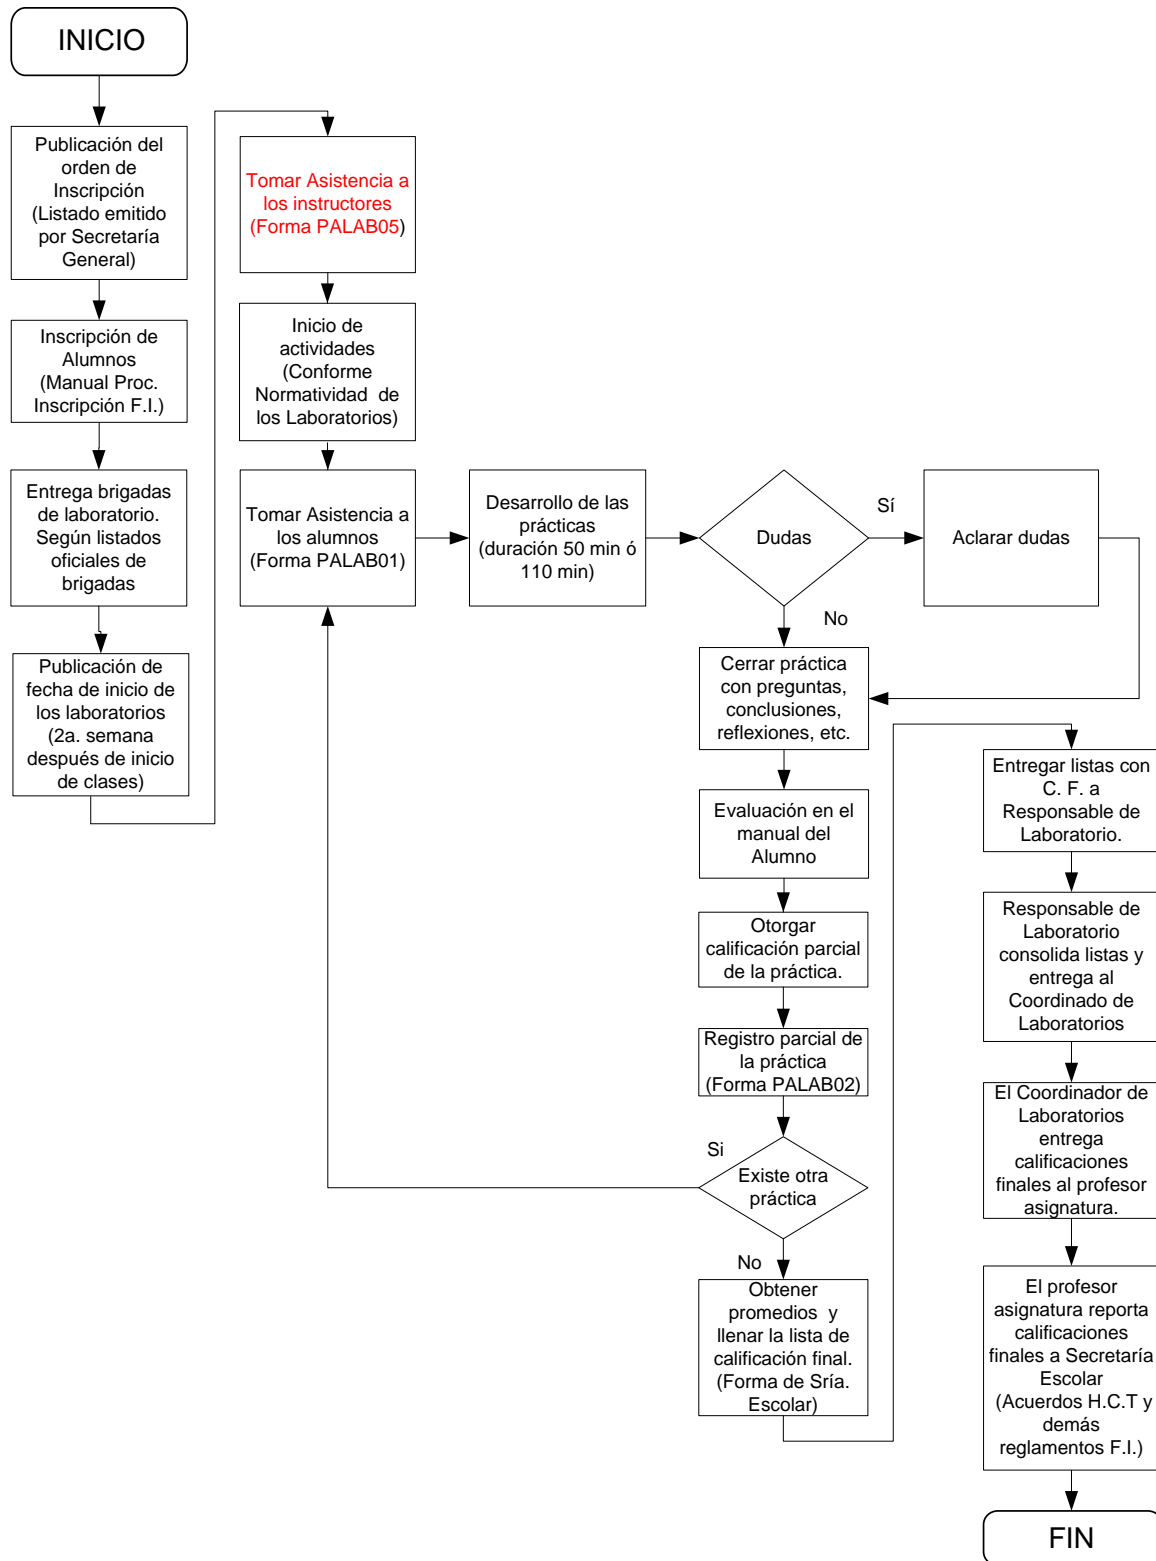 INICIO
Publicación del
orden de
Inscripción
(Listado emitido
por Secretaría
General)
Inscripción de
Alumnos
(Manual Proc.
Inscripción F.I.)
Entrega brigadas
de laboratorio.
Según listados
oficiales de
brigadas
Publicación de
fecha de inicio de
los laboratorios
(2a. semana
después de inicio
de clases)
Tomar Asistencia a
los instructores
(Forma PALAB05)
Inicio de
actividades
(Conforme
Normatividad de
los Laboratorios)
Tomar Asistencia a
los alumnos
(Forma PALAB01)
Desarrollo de las
prácticas
(duración 50 min ó
110 min)
Dudas
Sí
Aclarar dudas
No
Cerrar práctica
con preguntas,
conclusiones,
reflexiones, etc.
Evaluación en el
manual del
Alumno
Otorgar
calificación parcial
de la práctica.
Registro parcial de
la práctica
(Forma PALAB02)
Si
Existe otra
práctica
No
Obtener
promedios y
llenar la lista de
calificación final.
(Forma de Sría.
Escolar)
Entregar listas con
C. F. a
Responsable de
Laboratorio.
Responsable de
Laboratorio
consolida listas y
entrega al
Coordinado de
Laboratorios
El Coordinador de
Laboratorios
entrega
calificaciones
finales al profesor
asignatura.
El profesor
asignatura reporta
calificaciones
finales a Secretaría
Escolar
(Acuerdos H.C.T y
demás
reglamentos F.I.)
FIN